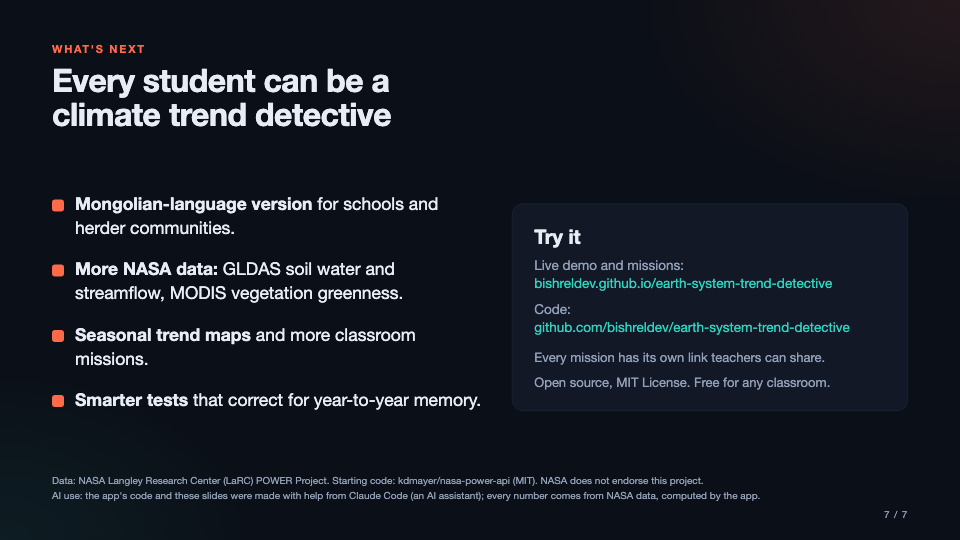 WHAT'S NEXT
Every student can be a
climate trend detective
Mongolian-language version for schools and
herder communities.
More NASA data: GLDAS soil water and
streamflow, MODIS vegetation greenness.
Seasonal trend maps and more classroom
missions.
Smarter tests that correct for year-to-year memory.
Try it
Live demo and missions:
bishreldev.github.io/earth-system-trend-detective
Code:
github.com/bishreldev/earth-system-trend-detective
Every mission has its own link teachers can share.
Open source, MIT License. Free for any classroom.
Data: NASA Langley Research Center (LaRC) POWER Project. Starting code: kdmayer/nasa-power-api (MIT). NASA does not endorse this project.
AI use: the app's code and these slides were made with help from Claude Code (an AI assistant); every number comes from NASA data, computed by the app.
7 / 7